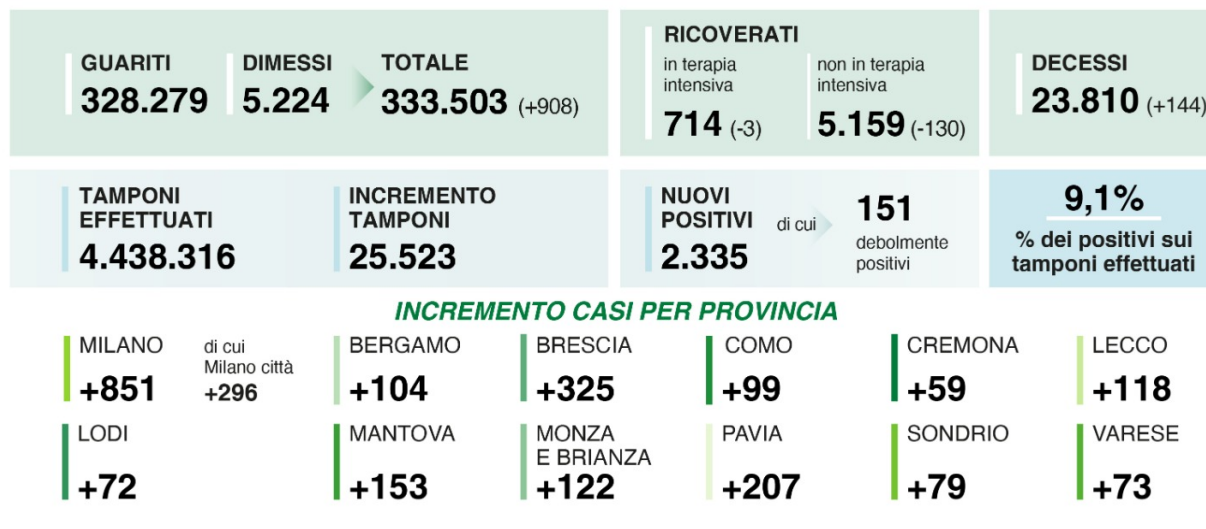 GUARITI
328.279
DIMESSI
5.224
TOTALE
333.503 (+908)
RICOVERATI
in terapia
intensiva
714 (-3)
non in terapia
intensiva
5.159 (-130)
DECESSI
23.810 (+144)
TAMPONI
EFFETTUATI
4.438.316
INCREMENTO
TAMPONI
25.523
NUOVI
POSITIVI
2.335
di cui
151
debolmente
positivi
9,1%
% dei positivi sui
tamponi effettuati
INCREMENTO CASI PER PROVINCIA
MILANO
+851
di cui
Milano città
+296
BERGAMO
+104
BRESCIA
+325
COMO
+99
CREMONA
+59
LECCO
+118
LODI
+72
MANTOVA
+153
MONZA
E BRIANZA
+122
PAVIA
+207
SONDRIO
+79
VARESE
+73